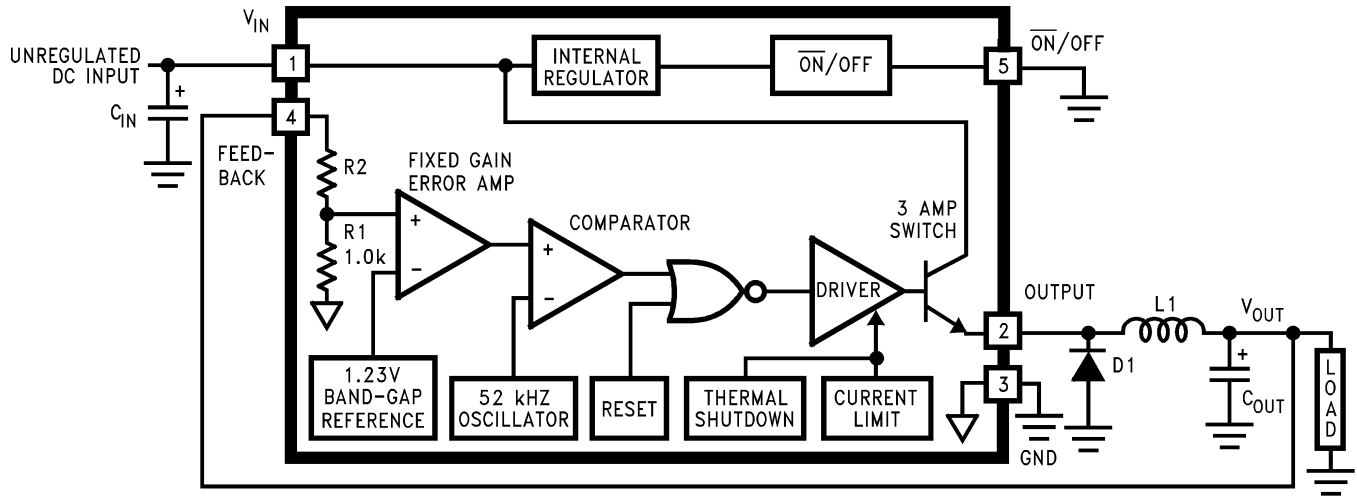 V_IN
UNREGULATED
DC INPUT
1
INTERNAL
REGULATOR
ON/OFF
5
ON/OFF
+
C_IN
4
FEED-
BACK
R2
FIXED GAIN
ERROR AMP
R1
1.0k
+
-
COMPARATOR
+
-
3 AMP
SWITCH
DRIVER
OUTPUT
2
L1
V_OUT
D1
+
C_OUT
LOAD
3
GND
1.23V
BAND-GAP
REFERENCE
52 kHZ
OSCILLATOR
RESET
THERMAL
SHUTDOWN
CURRENT
LIMIT